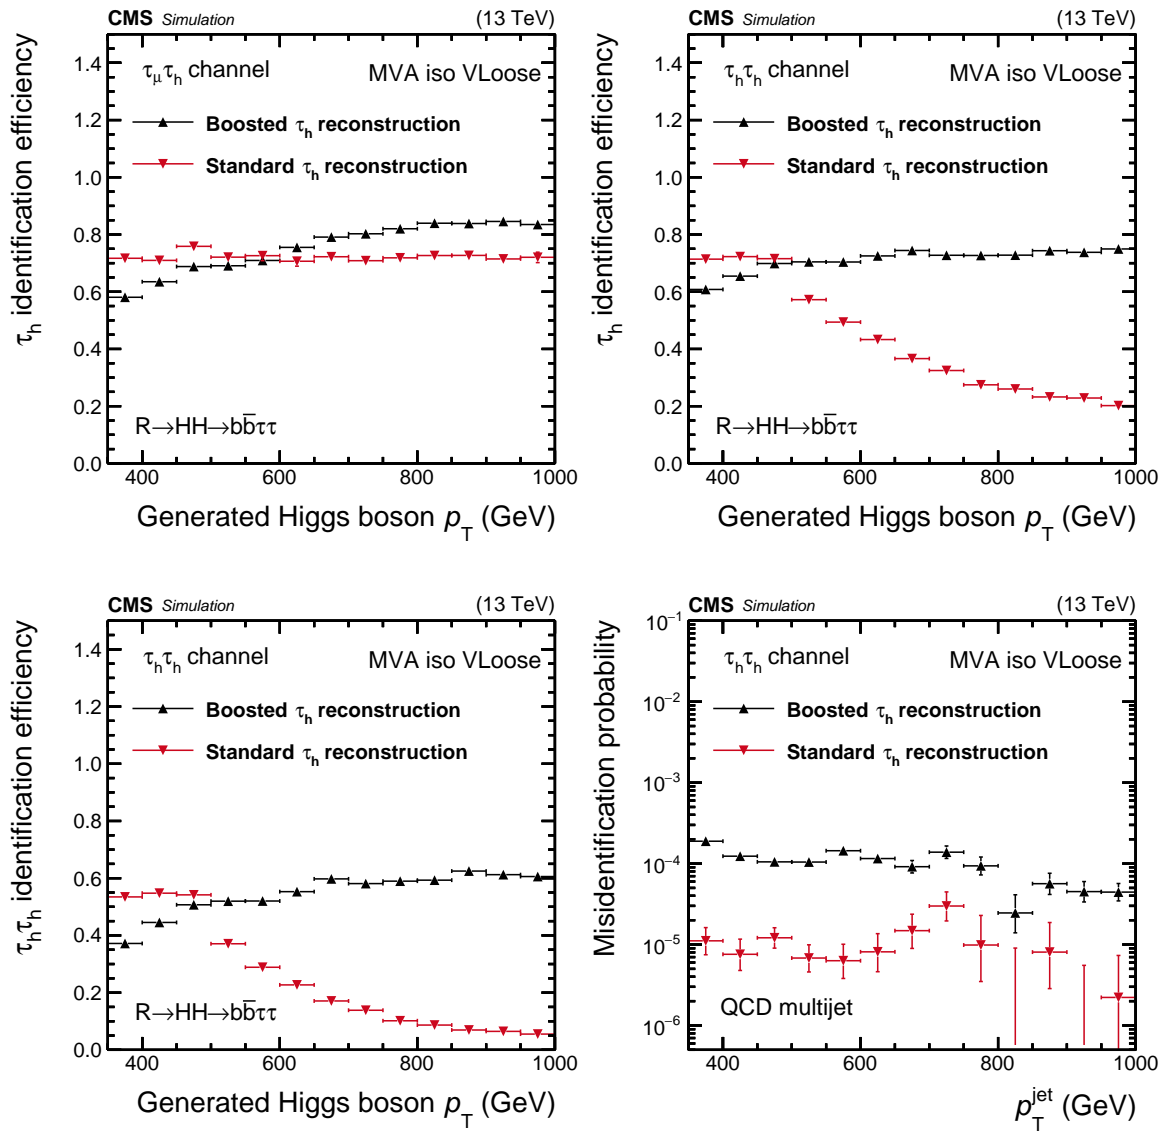 CMS Simulation (13 TeV)
τμτh channel MVA iso VLoose
Boosted τh reconstruction
Standard τh reconstruction
R→HH→bb̅ττ
τh identification efficiency
1.4
1.2
1.0
0.8
0.6
0.4
0.2
0.0
400 600 800 1000
Generated Higgs boson pT (GeV)
CMS Simulation (13 TeV)
τhτh channel MVA iso VLoose
Boosted τh reconstruction
Standard τh reconstruction
R→HH→bb̅ττ
τh identification efficiency
1.4
1.2
1.0
0.8
0.6
0.4
0.2
0.0
400 600 800 1000
Generated Higgs boson pT (GeV)
CMS Simulation (13 TeV)
τhτh channel MVA iso VLoose
Boosted τh reconstruction
Standard τh reconstruction
R→HH→bb̅ττ
τhτh identification efficiency
1.4
1.2
1.0
0.8
0.6
0.4
0.2
0.0
400 600 800 1000
Generated Higgs boson pT (GeV)
CMS Simulation (13 TeV)
τhτh channel MVA iso VLoose
Boosted τh reconstruction
Standard τh reconstruction
QCD multijet
Misidentification probability
10⁻¹
10⁻²
10⁻³
10⁻⁴
10⁻⁵
10⁻⁶
400 600 800 1000
pT^jet (GeV)